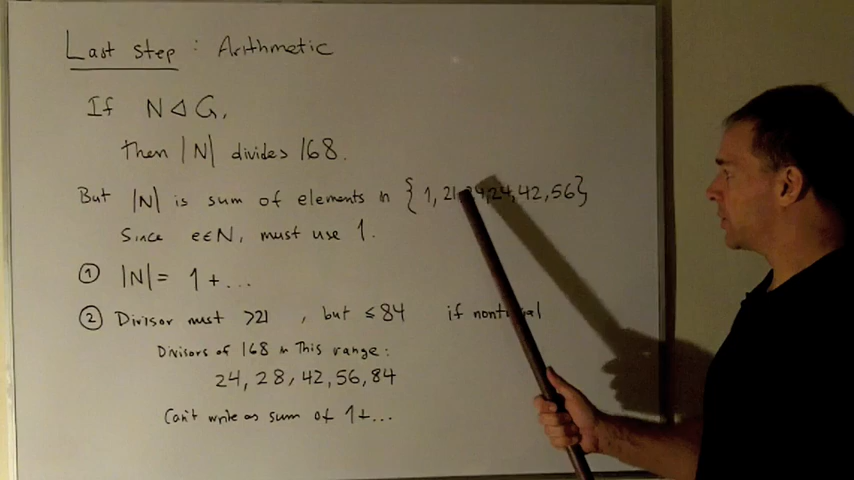 Last step : Arithmetic
If N ◁ G,
then |N| divides 168.
But |N| is sum of elements in { 1, 21, 24, 24, 42, 56 }
Since e∈N, must use 1.
① |N| = 1 + ...
② Divisor must >21 , but ≤ 84 if
Divisors of 168 in this range:
24, 28, 42, 56, 84
Can't write as sum of 1+...